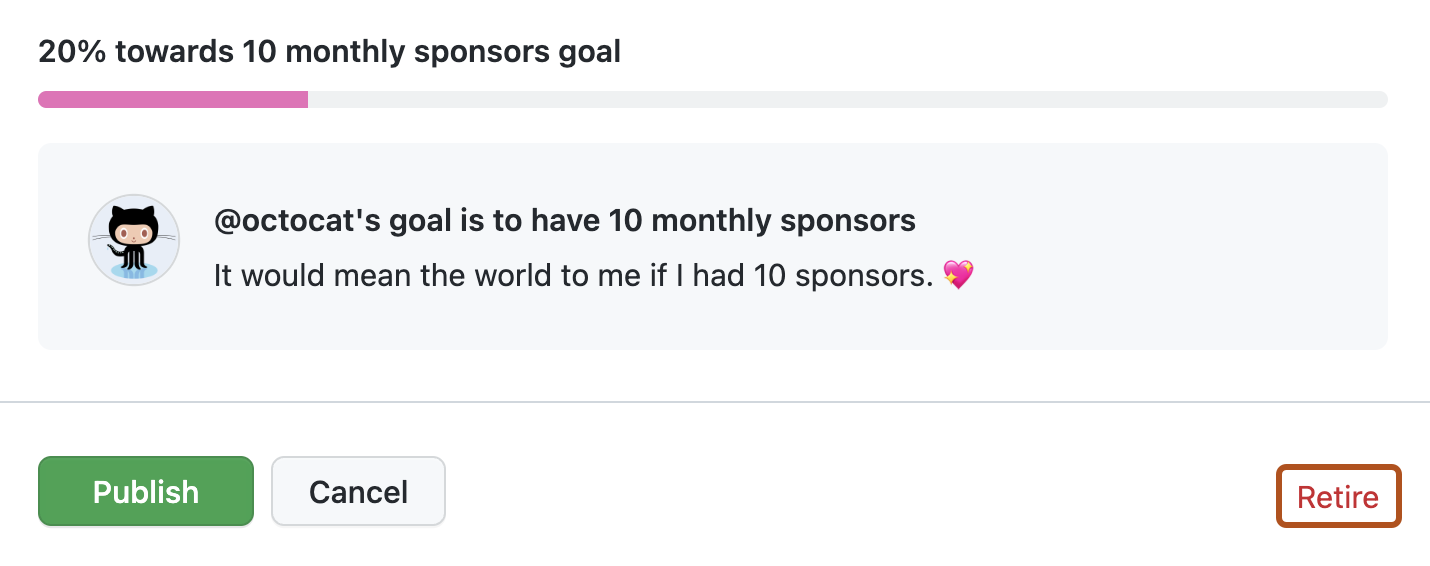 20% towards 10 monthly sponsors goal
@octocat's goal is to have 10 monthly sponsors
It would mean the world to me if I had 10 sponsors. 💖
Publish
Cancel
Retire